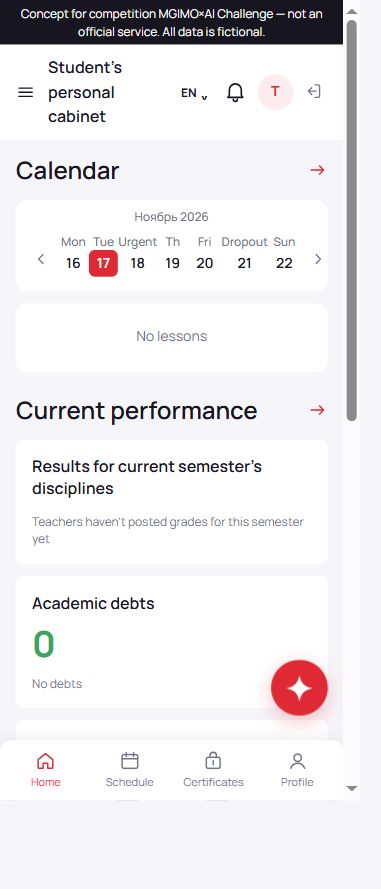 Concept for competition MGIMO×AI Challenge — not an
official service. All data is fictional.
Student's
personal
cabinet
EN
T
Calendar
Ноябрь 2026
Mon Tue Urgent Th Fri Dropout Sun
16 17 18 19 20 21 22
No lessons
Current performance
Results for current semester's
disciplines
Teachers haven't posted grades for this semester
yet
Academic debts
0
No debts
Home Schedule Certificates Profile